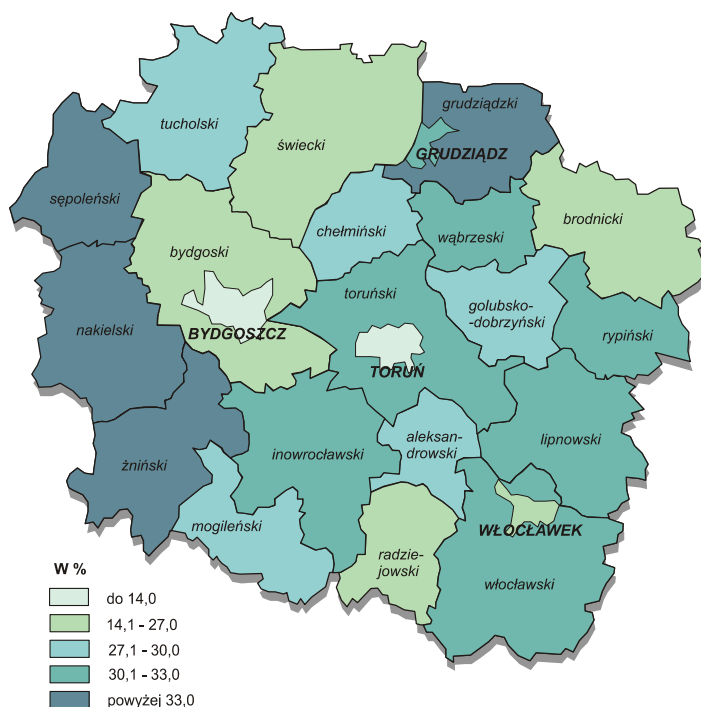 grudziądzki
tucholski
świecki
GRUDZIĄDZ
sępoleński
brodnicki
chełmiński
wąbrzeski
bydgoski
toruński
golubsko-
-dobrzyński
nakielski
BYDGOSZCZ
rypiński
TORUŃ
aleksan-
drowski
lipnowski
inowrocławski
żniński
mogileński
WŁOCŁAWEK
radzie-
jowski
włocławski
W %
do 14,0
14,1 - 27,0
27,1 - 30,0
30,1 - 33,0
powyżej 33,0